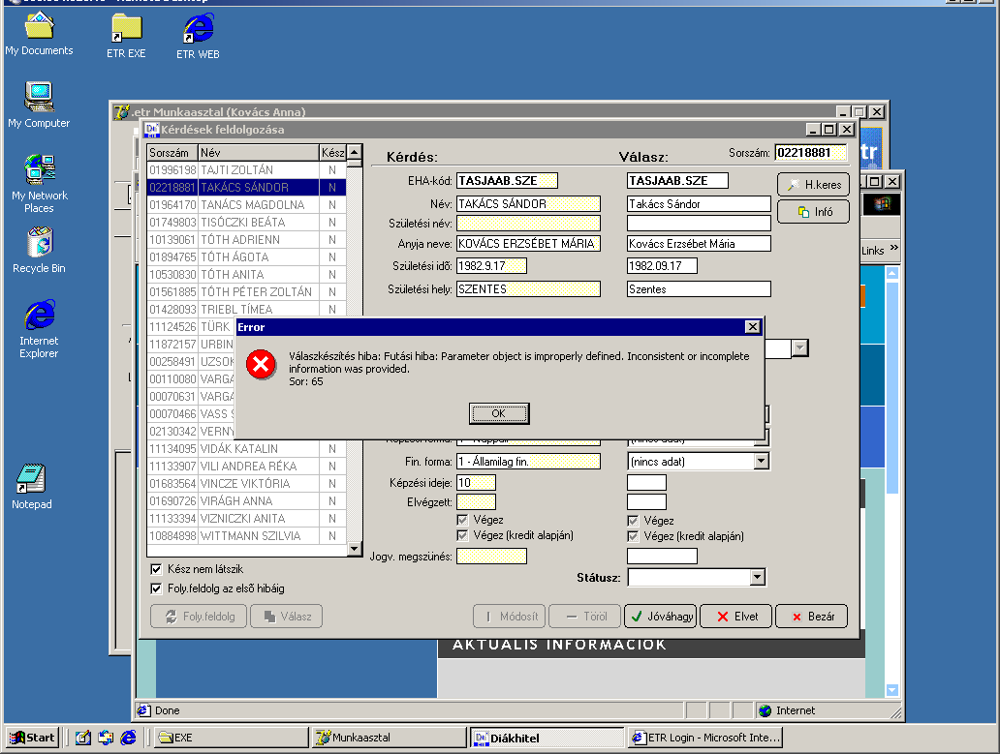 My Documents
ETR EXE
ETR WEB
My Computer
My Network
Places
Recycle Bin
Internet
Explorer
Notepad
.etr Munkaasztal (Kovács Anna)
Kérdések feldolgozása
Sorszám Név Kész
01996198 TAJTI ZOLTÁN N
02218881 TAKÁCS SÁNDOR N
01964170 TANÁCS MAGDOLNA N
01749803 TISÓCZKI BEÁTA N
10139061 TÓTH ADRIENN N
01894765 TÓTH ÁGOTA N
10530830 TÓTH ANITA N
01561885 TÓTH PÉTER ZOLTÁN N
01428093 TRIEBL TÍMEA N
11124526 TÜRK
11872157 URBIN
00258491 UZSOK
00110080 VARGA
00070631 VARGA
00070466 VASS S
02130342 VERNY
11134095 VIDÁK KATALIN N
11133907 VILI ANDREA RÉKA N
01683564 VINCZE VIKTÓRIA N
01690726 VIRÁGH ANNA N
11133394 VIZNICZKI ANITA N
10884898 WITTMANN SZILVIA N
Kész nem látszik
Foly.feldolg az első hibáig
Foly.feldolg Válasz
Kérdés: Válasz: Sorszám: 02218881
EHA-kód: TASJAAB.SZE TASJAAB.SZE H.keres
Név: TAKÁCS SÁNDOR Takács Sándor Infó
Születési név:
Anyja neve: KOVÁCS ERZSÉBET MÁRIA Kovács Erzsébet Mária
Születési idő: 1982.9.17 1982.09.17
Születési hely: SZENTES Szentes
Links »
Error
Válaszkészítés hiba: Futási hiba: Parameter object is improperly defined. Inconsistent or incomplete
information was provided.
Sor: 65
OK
Fin. forma: 1 - Államilag fin. (nincs adat)
Képzési ideje: 10
Elvégzett:
Végez Végez
Végez (kredit alapján) Végez (kredit alapján)
Jogv. megszünés:
Státusz:
Módosít Töröl Jóváhagy Elvet Bezár
AKTUÁLIS INFORMÁCIÓK
Done Internet
Start EXE Munkaasztal Diákhitel ETR Login - Microsoft Inte...